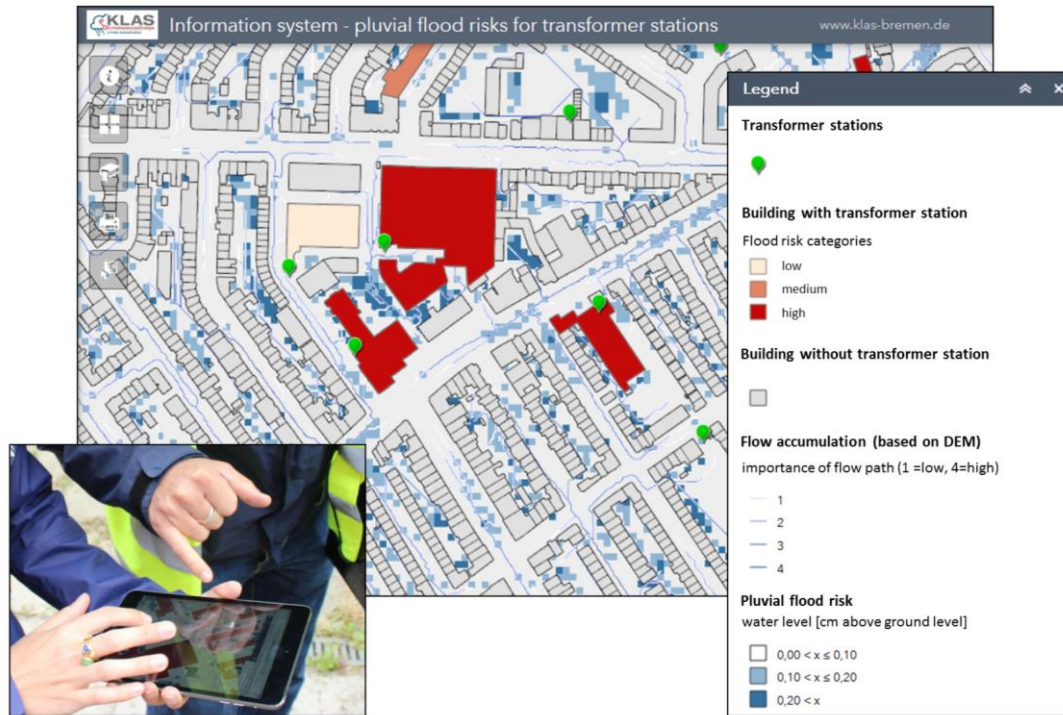 KLAS
Information system - pluvial flood risks for transformer stations
www.klas-bremen.de
Legend
Transformer stations
Building with transformer station
Flood risk categories
low
medium
high
Building without transformer station
Flow accumulation (based on DEM)
importance of flow path (1 =low, 4=high)
1
2
3
4
Pluvial flood risk
water level [cm above ground level]
0,00 < x ≤ 0,10
0,10 < x ≤ 0,20
0,20 < x